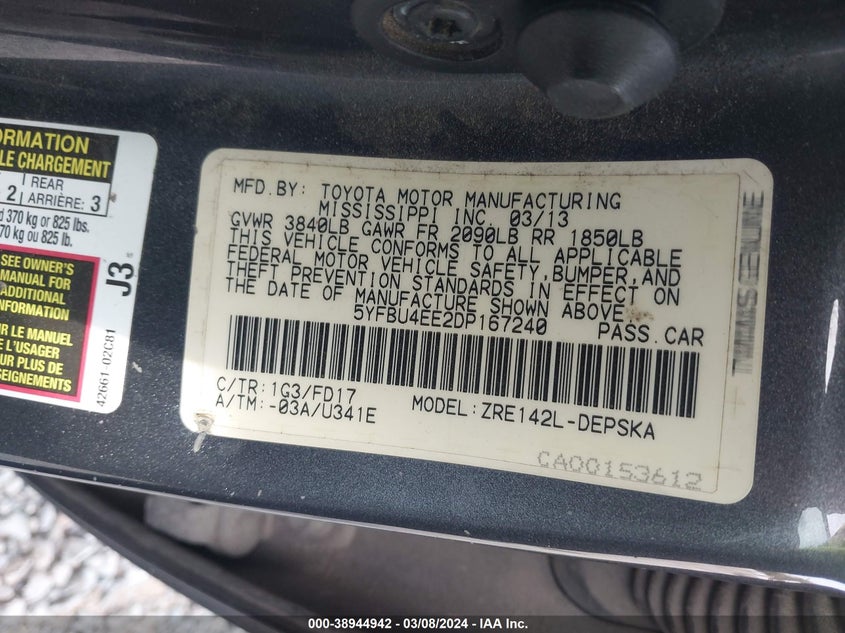 ORMATION
LE CHARGEMENT
2 REAR ARRIÈRE: 3
d 370 kg or 825 lbs.
70 kg ou 825 lb.
SEE OWNER'S
MANUAL FOR
ADDITIONAL
INFORMATION
R LE MANUEL
E L'USAGER
R PLUS DE
SEIGNEMENTS
J3
42661-02C81
MFD.BY: TOYOTA MOTOR MANUFACTURING
MISSISSIPPI INC. 03/13
GVWR 3840LB GAWR FR 2090LB RR 1850LB
THIS VEHICLE CONFORMS TO ALL APPLICABLE
FEDERAL MOTOR VEHICLE SAFETY,BUMPER,AND
THEFT PREVENTION STANDARDS IN EFFECT ON
THE DATE OF MANUFACTURE SHOWN ABOVE.
5YFBU4EE2DP167240 PASS.CAR
C/TR:1G3/FD17
A/TM:-03A/U341E MODEL:ZRE142L-DEPSKA
CA00153612
000-38944942 - 03/08/2024 - IAA Holdings, LLC.